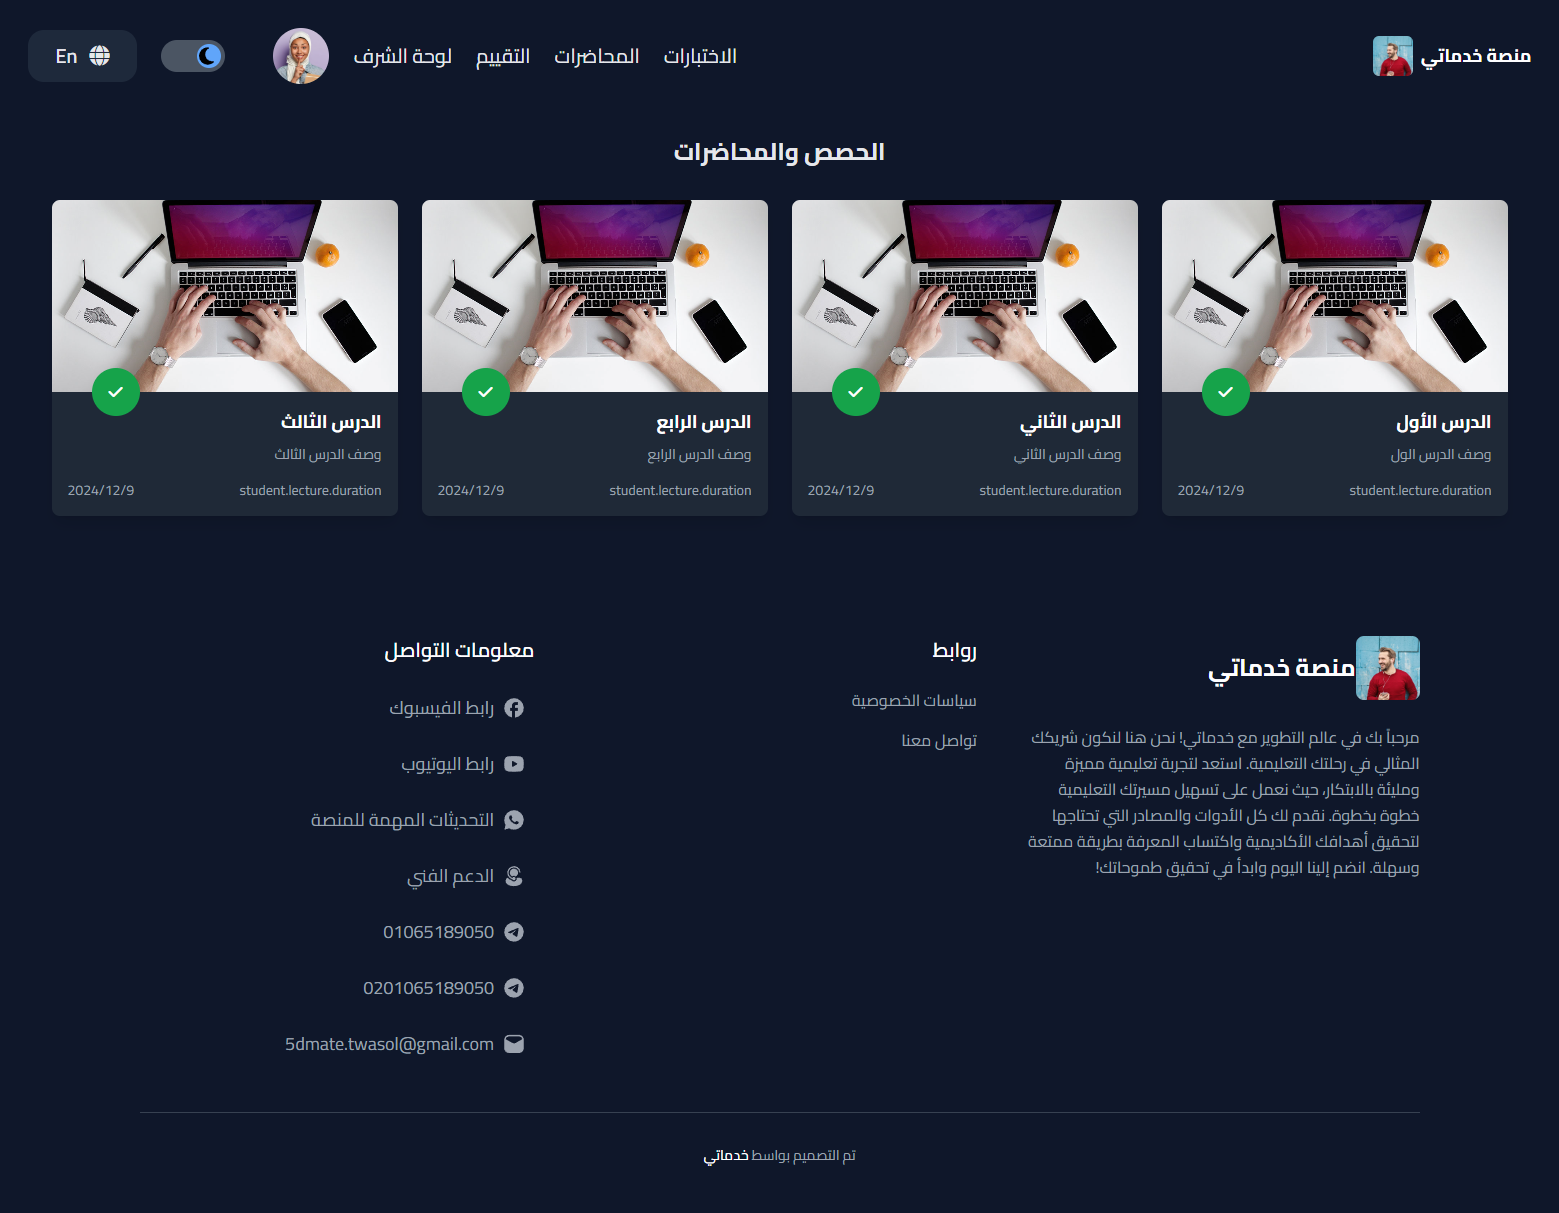 منصة خدماتي
الاختبارات
المحاضرات
التقييم
لوحة الشرف
En
الحصص والمحاضرات
الدرس الأول
وصف الدرس الول
student.lecture.duration
2024/12/9
الدرس الثاني
وصف الدرس الثاني
student.lecture.duration
2024/12/9
الدرس الرابع
وصف الدرس الرابع
student.lecture.duration
2024/12/9
الدرس الثالث
وصف الدرس الثالث
student.lecture.duration
2024/12/9
منصة خدماتي
مرحباً بك في عالم التطوير مع خدماتي! نحن هنا لنكون شريكك
المثالي في رحلتك التعليمية. استعد لتجربة تعليمية مميزة
ومليئة بالابتكار، حيث نعمل على تسهيل مسيرتك التعليمية
خطوة بخطوة. نقدم لك كل الأدوات والمصادر التي تحتاجها
لتحقيق أهدافك الأكاديمية واكتساب المعرفة بطريقة ممتعة
وسهلة. انضم إلينا اليوم وابدأ في تحقيق طموحاتك!
روابط
سياسات الخصوصية
تواصل معنا
معلومات التواصل
رابط الفيسبوك
رابط اليوتيوب
التحديثات المهمة للمنصة
الدعم الفني
01065189050
0201065189050
5dmate.twasol@gmail.com
تم التصميم بواسط خدماتي